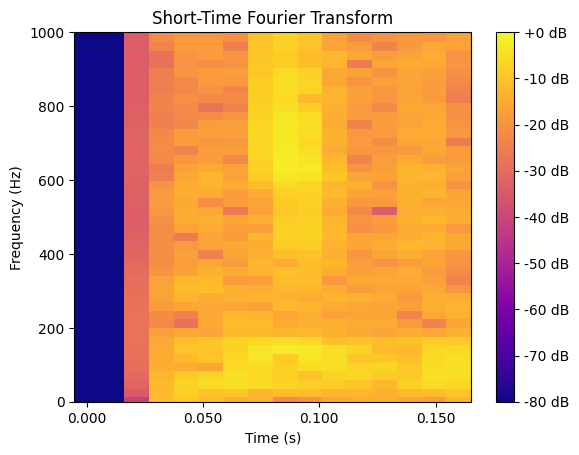 Short-Time Fourier Transform
1000
800
600
400
200
0
Frequency (Hz)
0.000
0.050
0.100
0.150
Time (s)
+0 dB
-10 dB
-20 dB
-30 dB
-40 dB
-50 dB
-60 dB
-70 dB
-80 dB